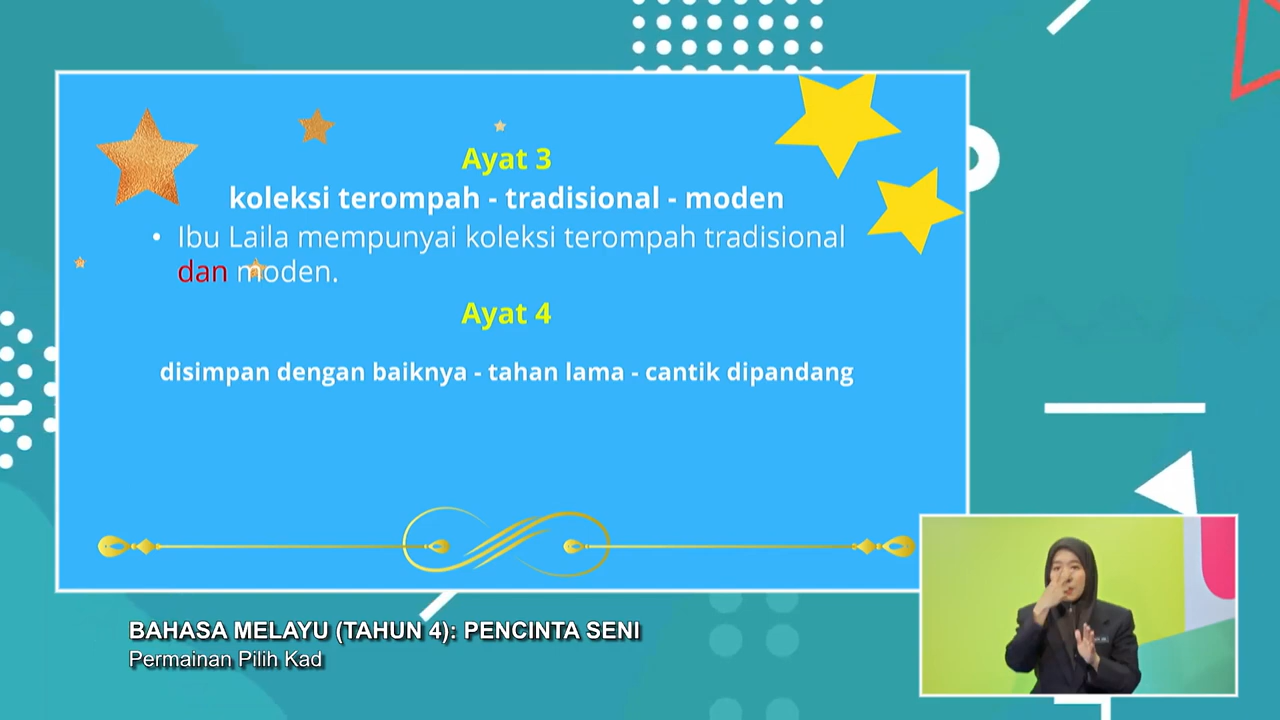 Ayat 3
koleksi terompah - tradisional - moden
• Ibu Laila mempunyai koleksi terompah tradisional
dan moden.
Ayat 4
disimpan dengan baiknya - tahan lama - cantik dipandang
BAHASA MELAYU (TAHUN 4): PENCINTA SENI
Permainan Pilih Kad